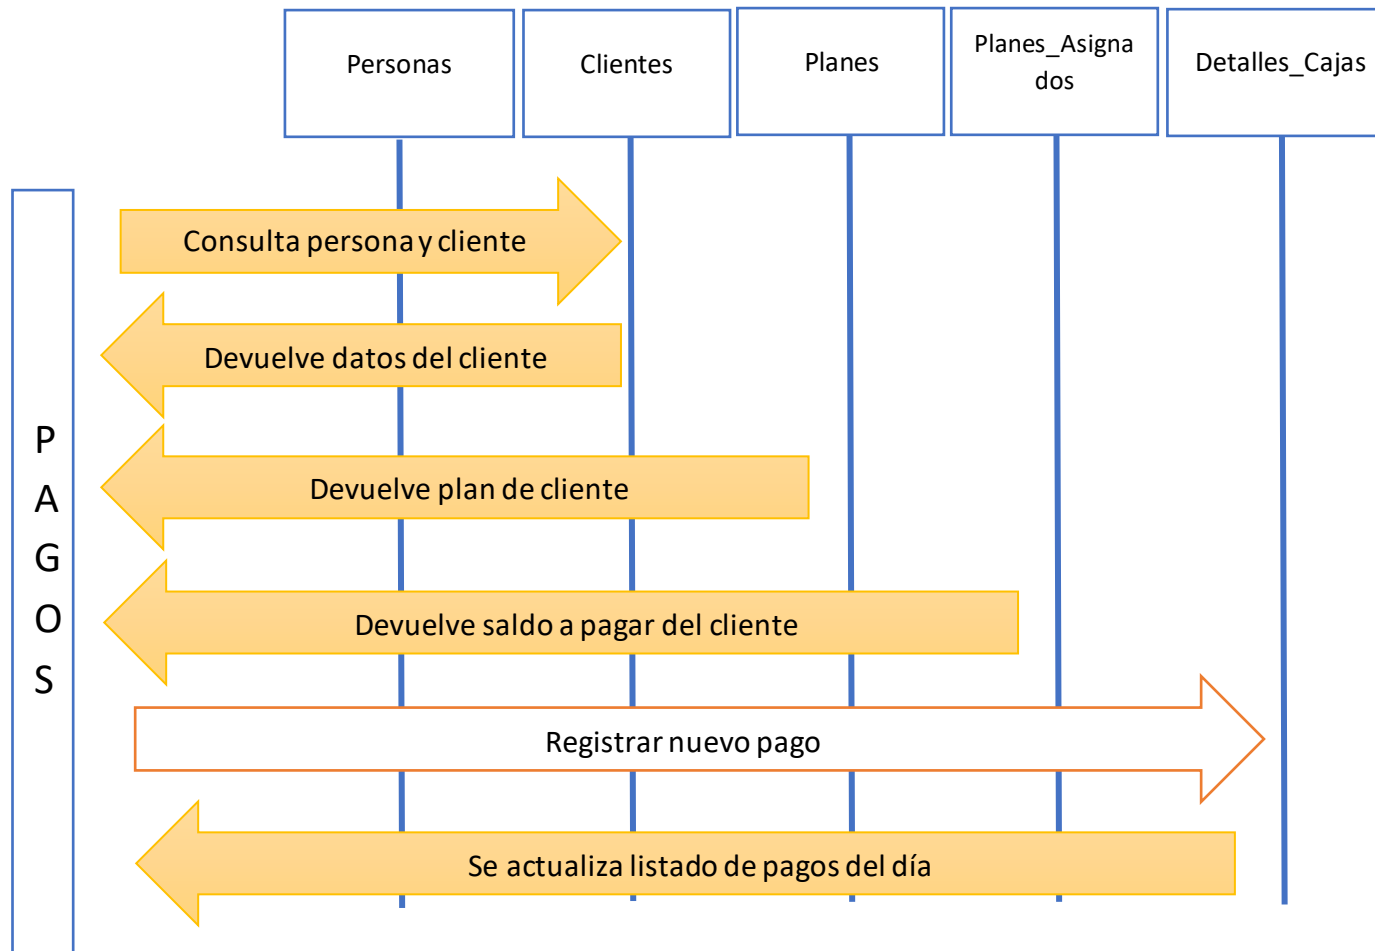 Personas
Clientes
Planes
Planes_Asigna
dos
Detalles_Cajas
Consulta persona y cliente
Devuelve datos del cliente
Devuelve plan de cliente
Devuelve saldo a pagar del cliente
Registrar nuevo pago
Se actualiza listado de pagos del día
P
A
G
O
S